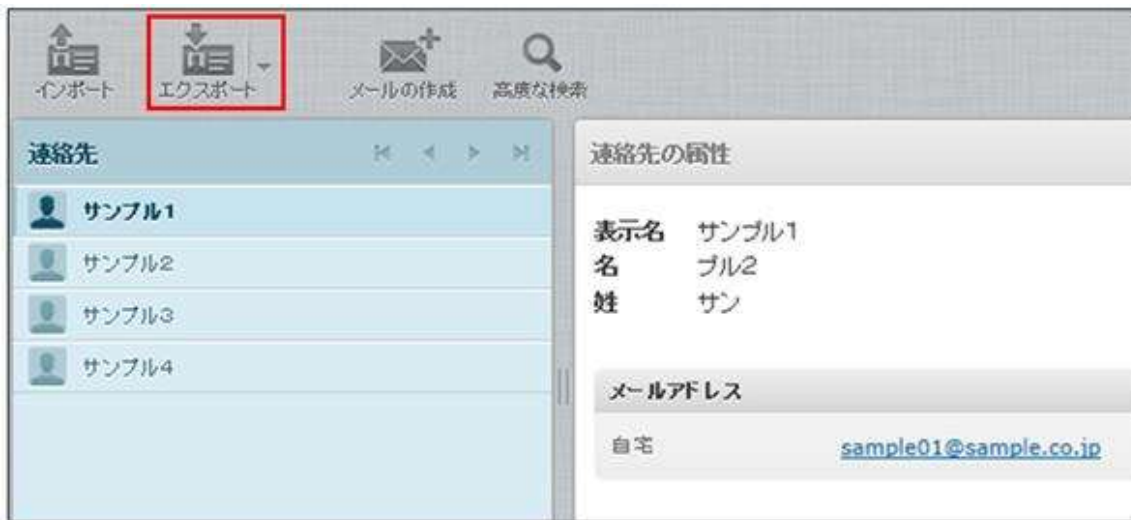 インポート
エクスポート
メールの作成
高度な検索
連絡先
連絡先の属性
サンプル1
サンプル2
サンプル3
サンプル4
表示名 サンプル1
名 プル2
姓 サン
メールアドレス
自宅 sample01@sample.co.jp